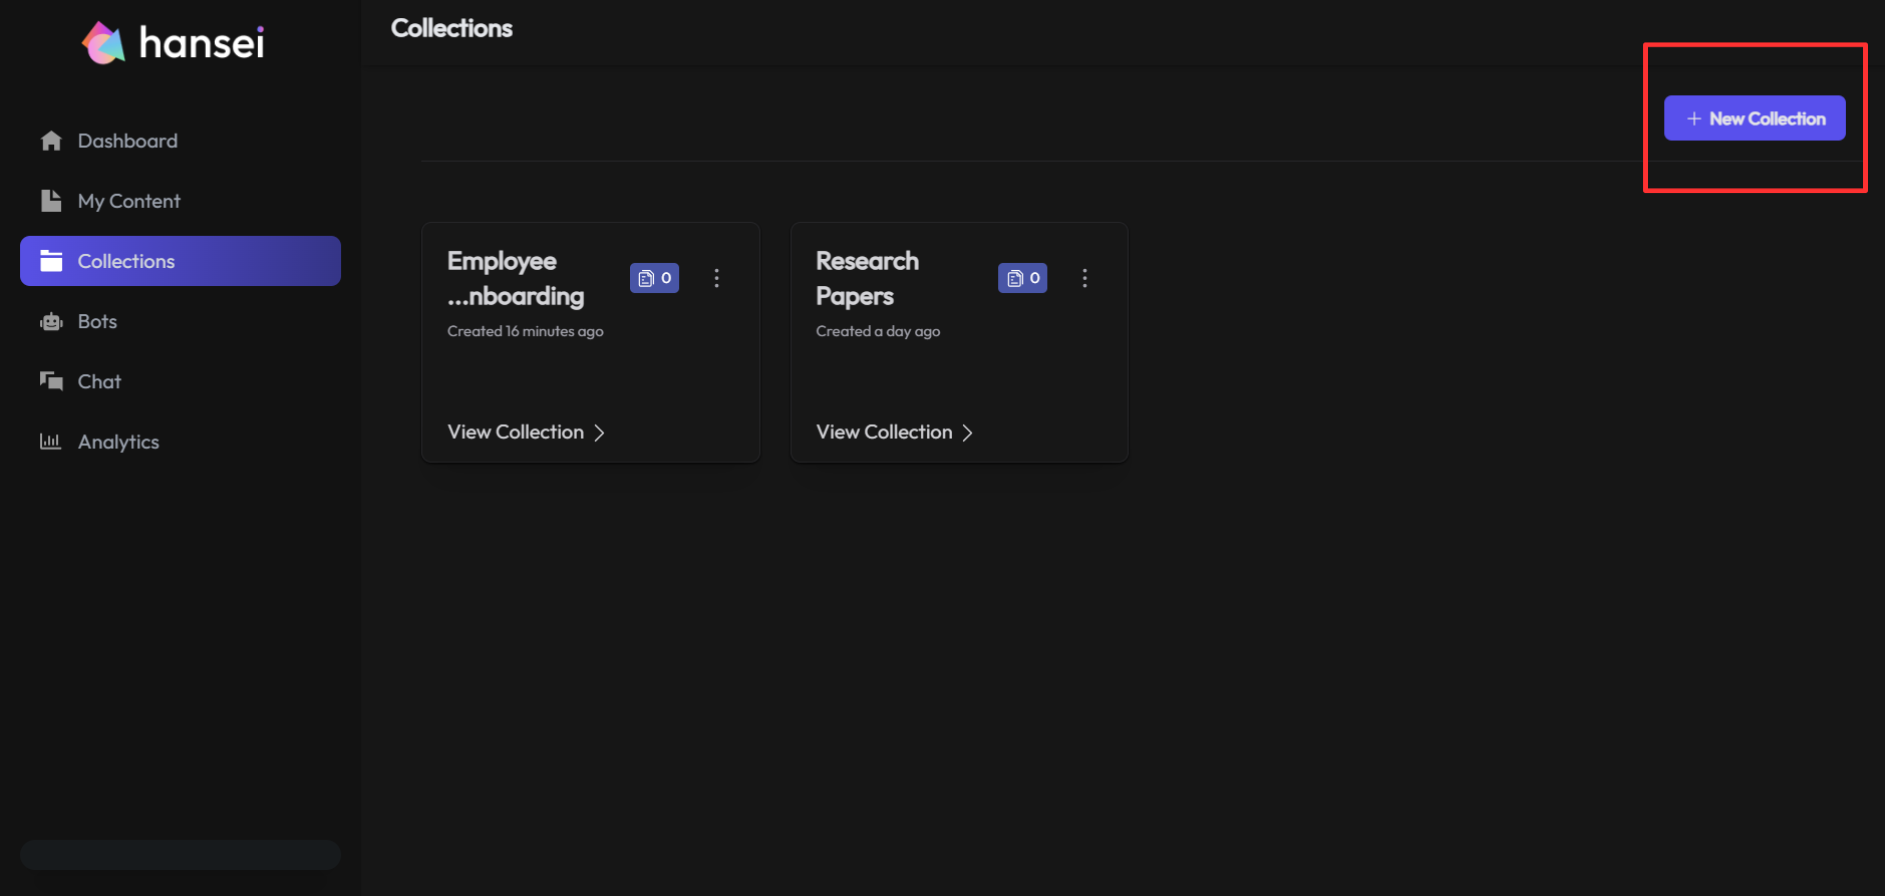 hansei
Dashboard
My Content
Collections
Bots
Chat
Analytics
Collections
+ New Collection
Employee
...nboarding
0
Created 16 minutes ago
View Collection
Research
Papers
0
Created a day ago
View Collection